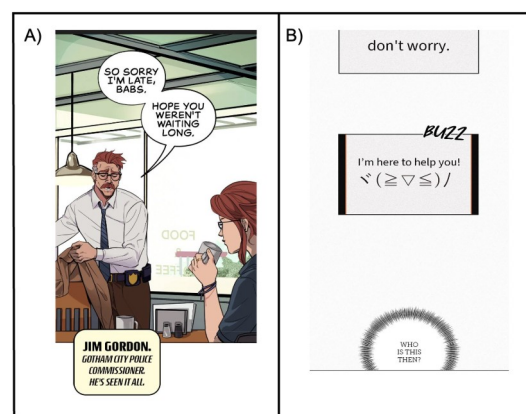 A)
SO SORRY
I'M LATE,
BABS.
HOPE YOU
WEREN'T
WAITING
LONG.
FOOD
COFFEE
JIM GORDON.
GOTHAM CITY POLICE
COMMISSIONER.
HE'S SEEN IT ALL.
B)
don't worry.
BUZZ
I'm here to help you!
ヾ(≧▽≦)ﾉ
WHO
IS THIS
THEN?